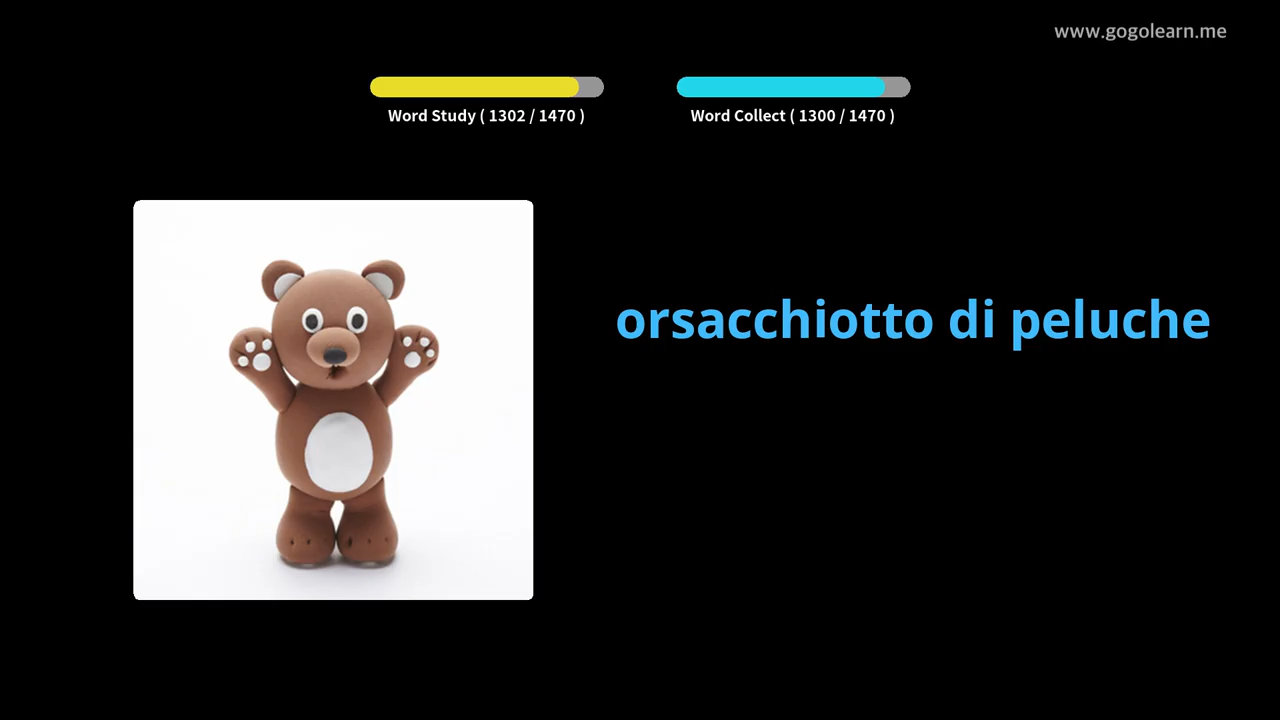 www.gogolearn.me
Word Study ( 1302 / 1470 )
Word Collect ( 1300 / 1470 )
orsacchiotto di peluche